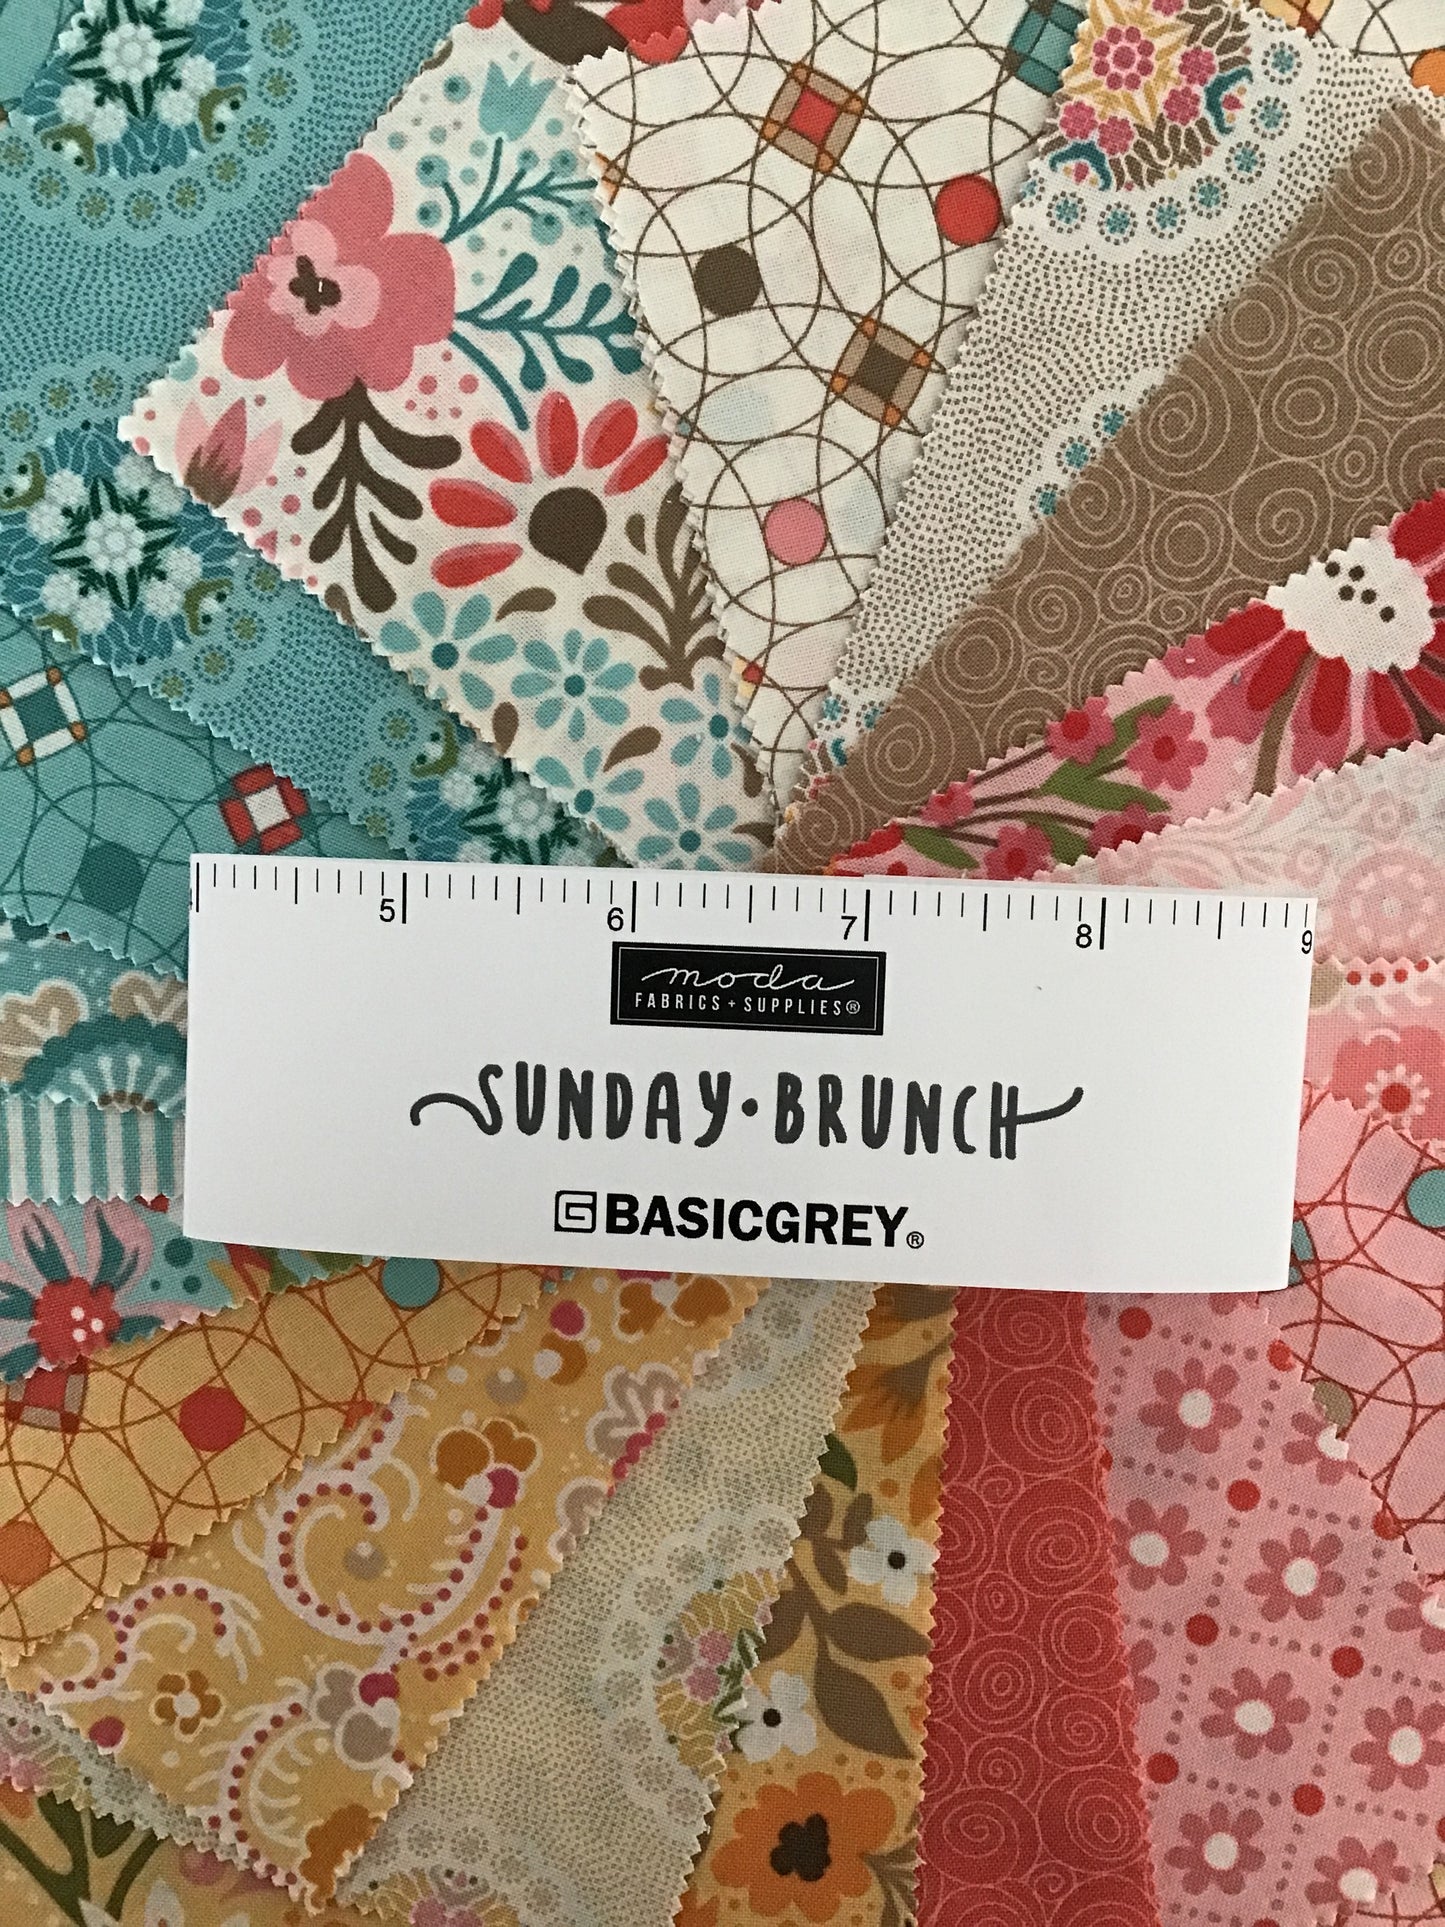 5 6 7 8 9
moda
FABRICS + SUPPLIES®
SUNDAY • BRUNCH
G BASICGREY®